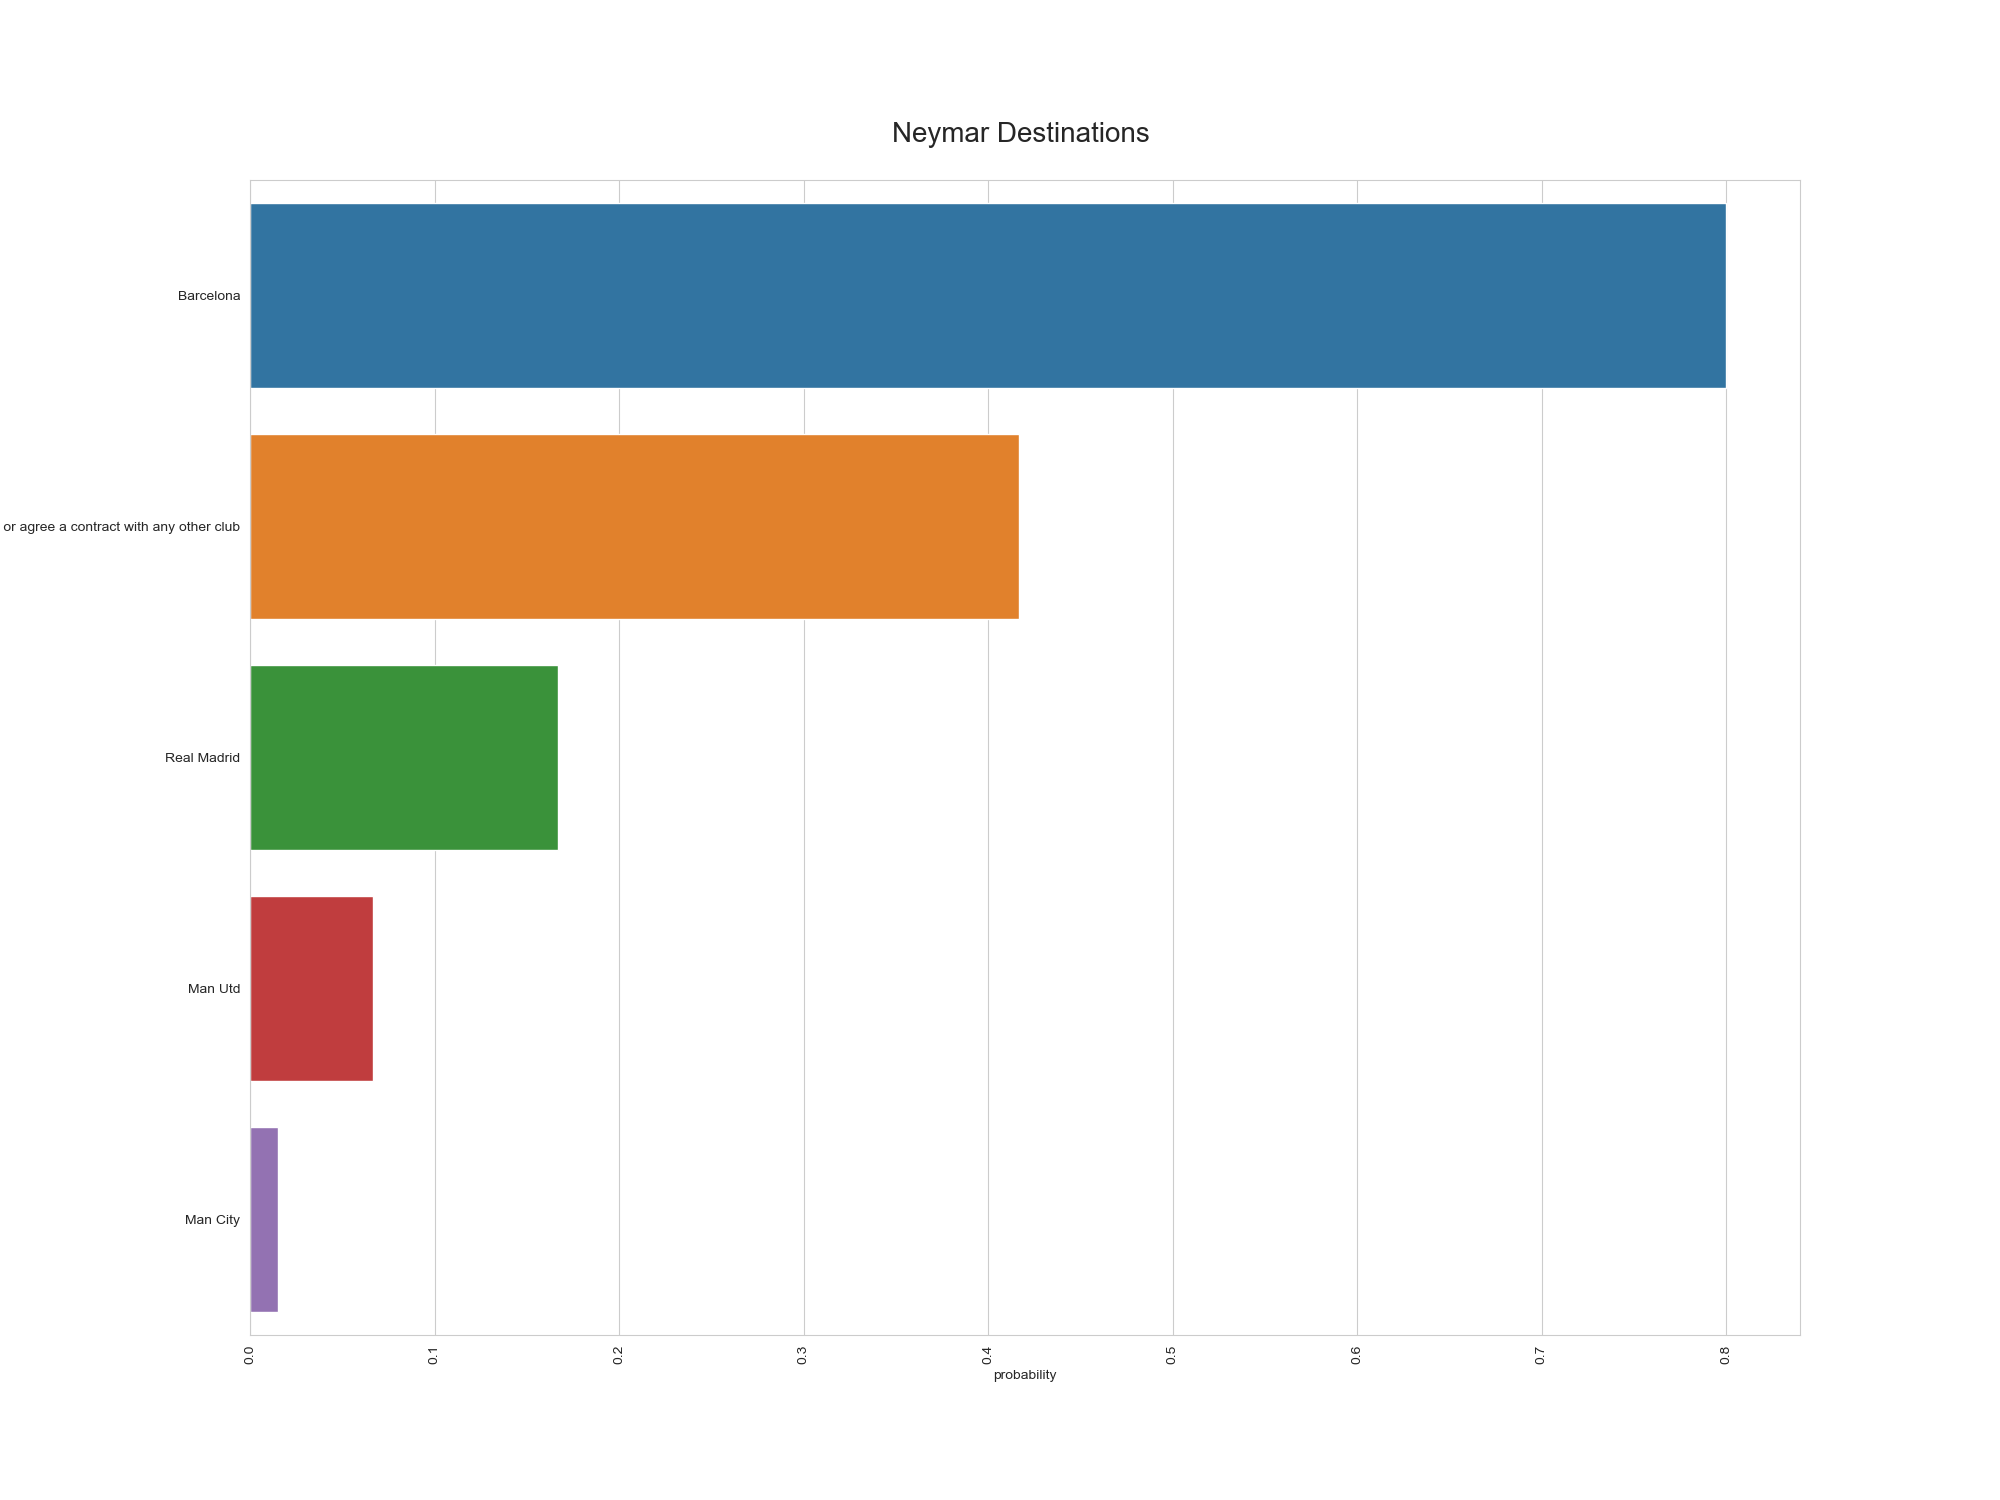 Neymar Destinations
Barcelona
or agree a contract with any other club
Real Madrid
Man Utd
Man City
0.0 0.1 0.2 0.3 0.4 0.5 0.6 0.7 0.8
probability